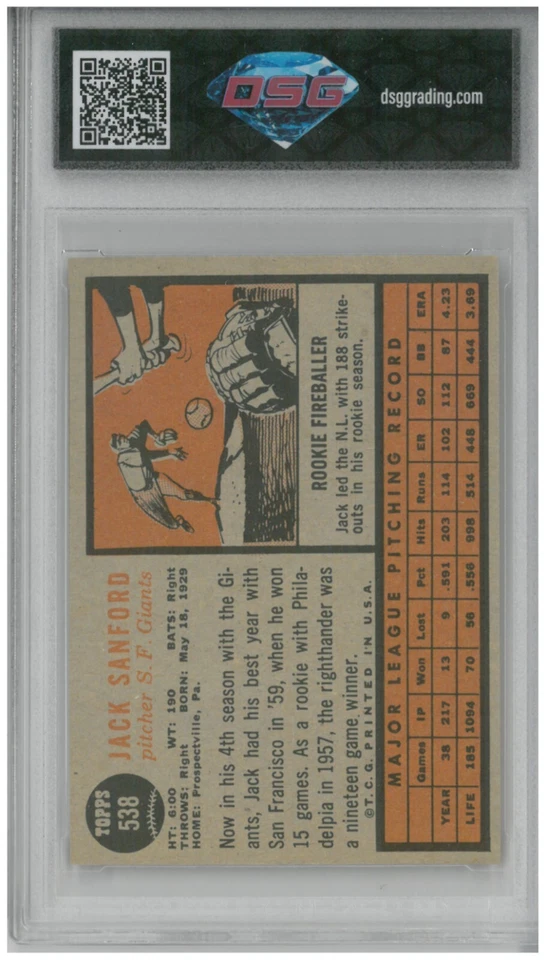 DSG
dsggrading.com
TOPPS
538
JACK SANFORD
pitcher S. F. Giants
HT: 6:00 WT: 190 BATS: Right
THROWS: Right BORN: May 18, 1929
HOME: Prospectville, Pa.
Now in his 4th season with the Gi-
ants, Jack had his best year with
San Francisco in '59, when he won
15 games. As a rookie with Phila-
delpia in 1957, the righthander was
a nineteen game winner.
©T.C.G. PRINTED IN U.S.A.
ROOKIE FIREBALLER
Jack led the N.L. with 188 strike-
outs in his rookie season.
MAJOR LEAGUE PITCHING RECORD
Games IP Won Lost Pct Hits Runs ER SO BB ERA
YEAR 38 217 13 9 .591 203 114 102 112 87 4.23
LIFE 185 1094 70 56 .556 998 514 448 669 444 3.69